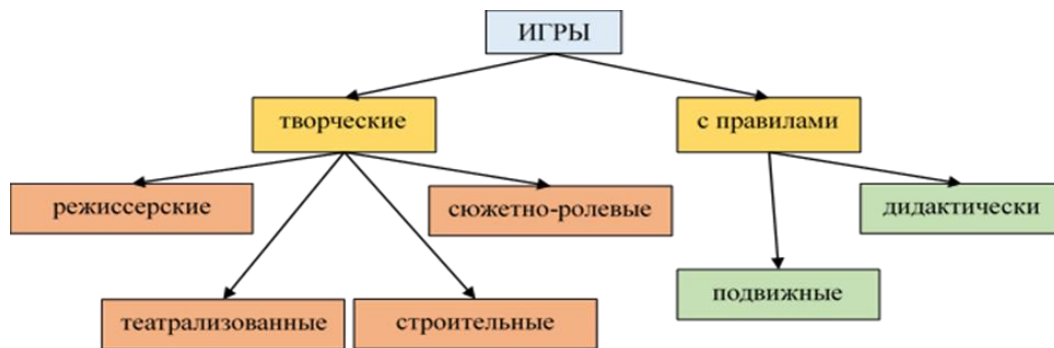 ИГРЫ
творческие
с правилами
режиссерские
сюжетно-ролевые
дидактически
театрализованные
строительные
подвижные